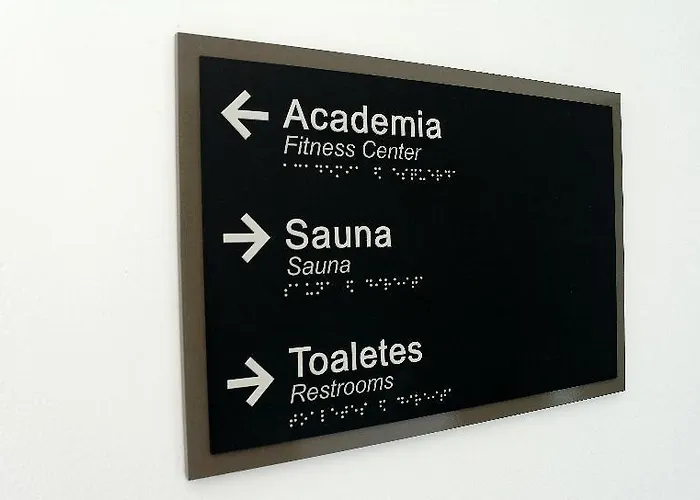 ← Academia
Fitness Center
→ Sauna
Sauna
→ Toaletes
Restrooms